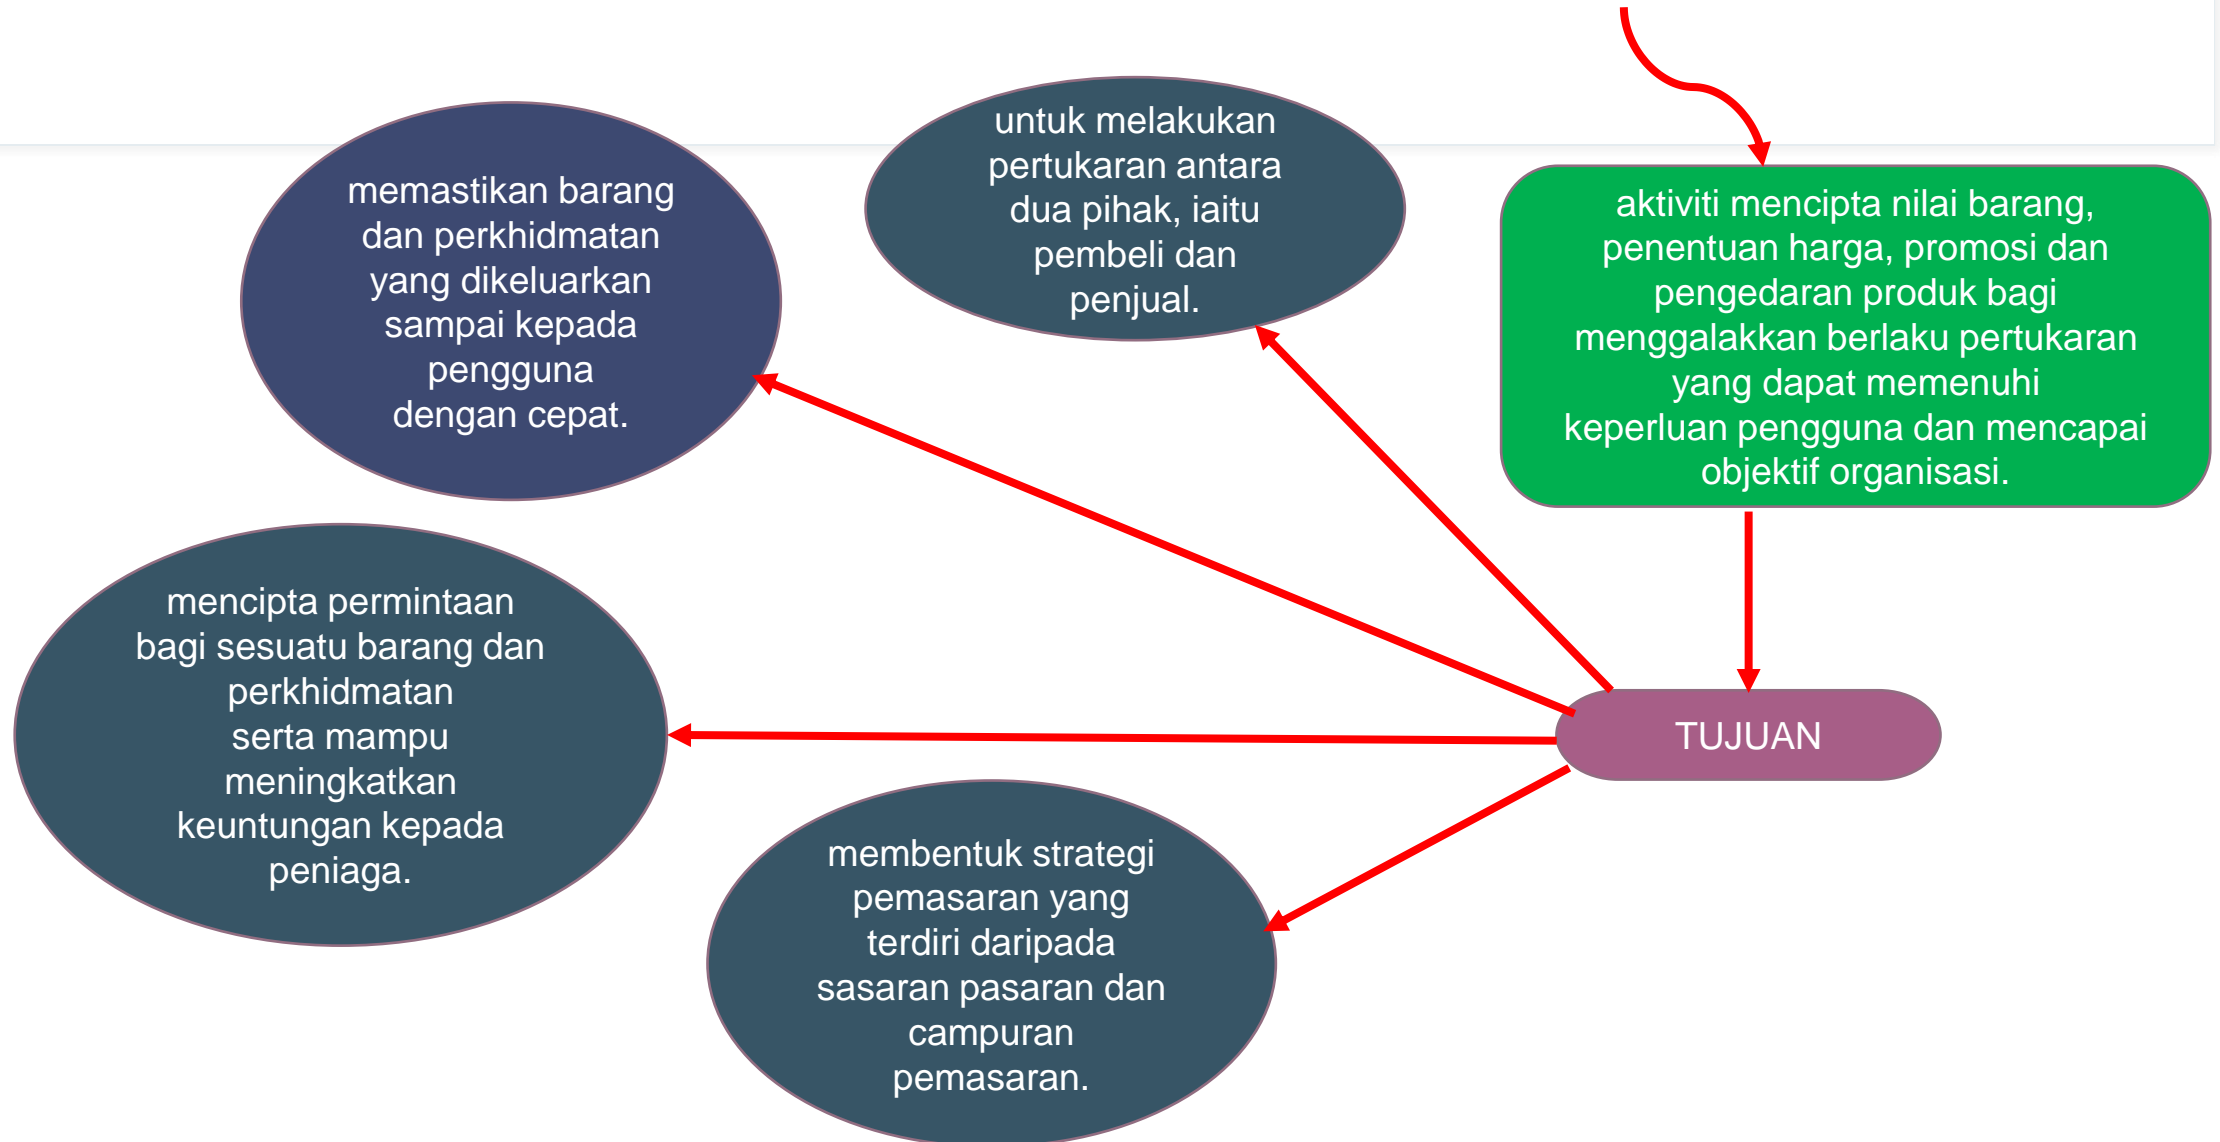 untuk melakukan
pertukaran antara
dua pihak, iaitu
pembeli dan
penjual.
memastikan barang
dan perkhidmatan
yang dikeluarkan
sampai kepada
pengguna
dengan cepat.
aktiviti mencipta nilai barang,
penentuan harga, promosi dan
pengedaran produk bagi
menggalakkan berlaku pertukaran
yang dapat memenuhi
keperluan pengguna dan mencapai
objektif organisasi.
mencipta permintaan
bagi sesuatu barang dan
perkhidmatan
serta mampu
meningkatkan
keuntungan kepada
peniaga.
TUJUAN
membentuk strategi
pemasaran yang
terdiri daripada
sasaran pasaran dan
campuran
pemasaran.